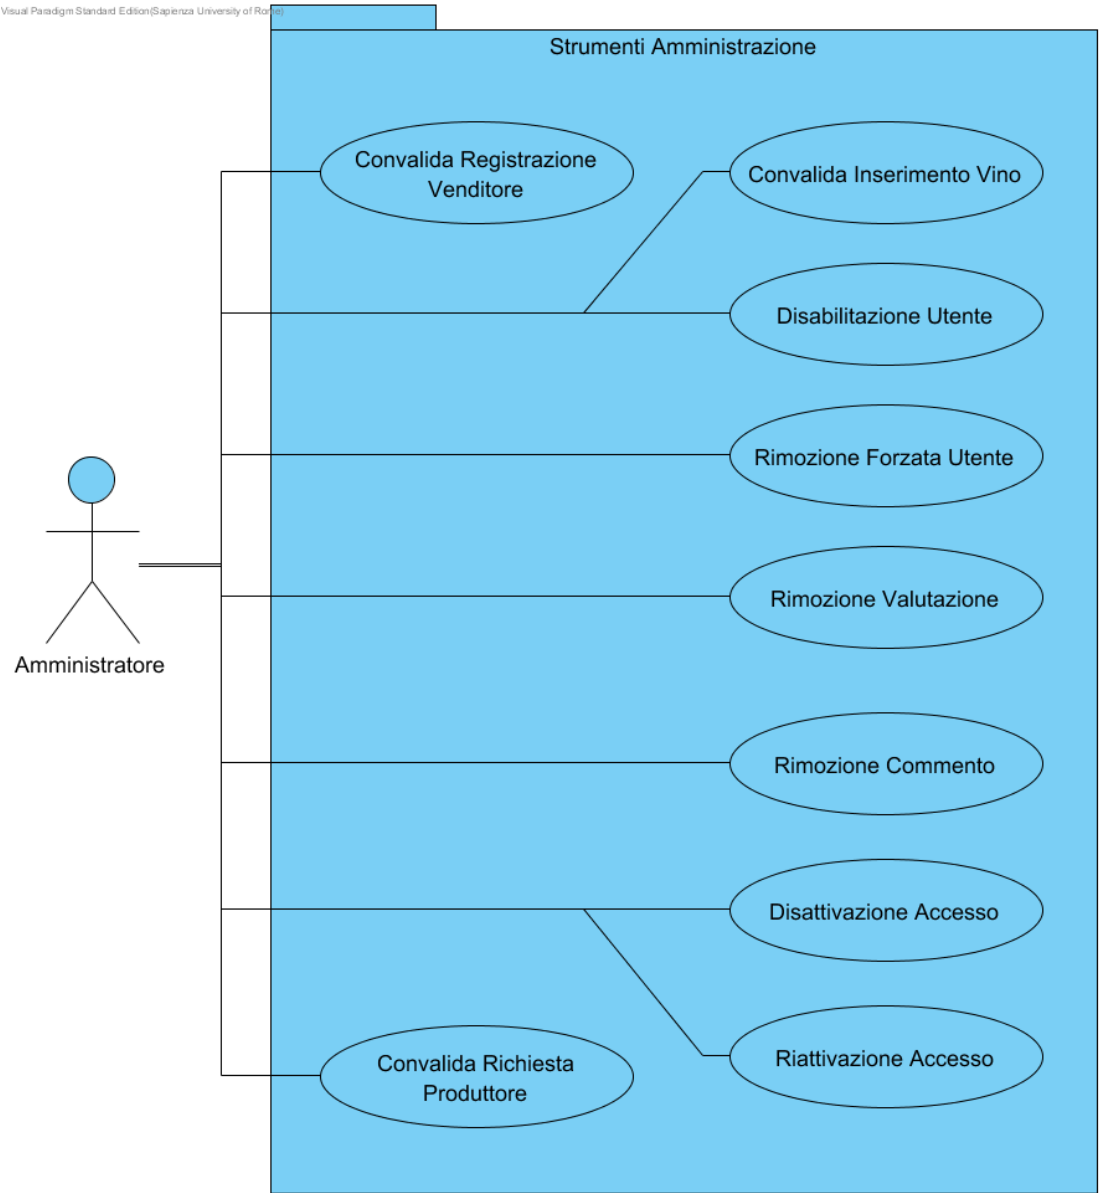 Visual Paradigm Standard Edition(Sapienza University of Rome)
Strumenti Amministrazione
Convalida Registrazione
Venditore
Convalida Inserimento Vino
Disabilitazione Utente
Rimozione Forzata Utente
Rimozione Valutazione
Amministratore
Rimozione Commento
Disattivazione Accesso
Riattivazione Accesso
Convalida Richiesta
Produttore